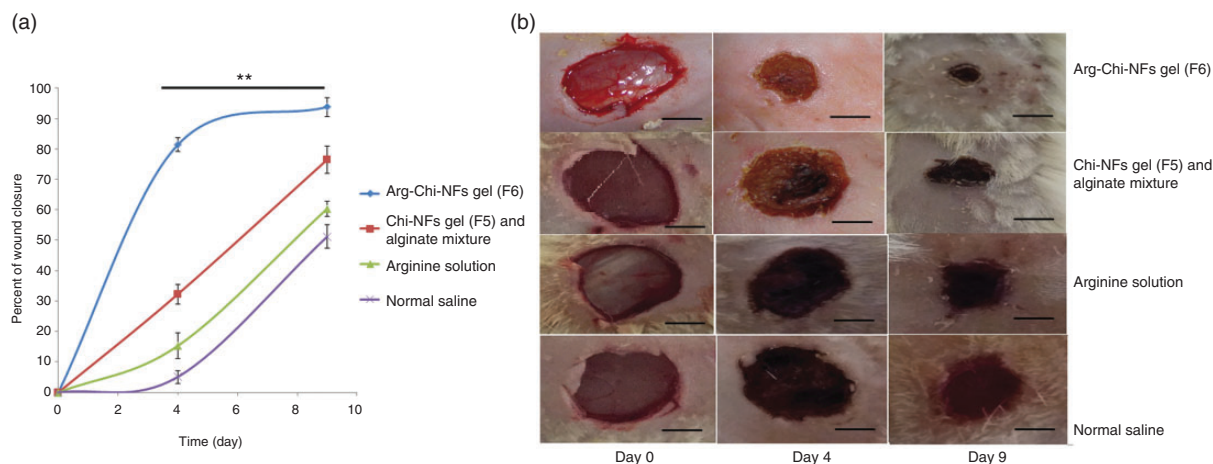 (a)
**
100
90
80
70
60
50
40
30
20
10
0
0
2
4
6
8
10
Percent of wound closure
Time (day)
Arg-Chi-NFs gel (F6)
Chi-NFs gel (F5) and
alginate mixture
Arginine solution
Normal saline
(b)
Arg-Chi-NFs gel (F6)
Chi-NFs gel (F5) and
alginate mixture
Arginine solution
Normal saline
Day 0
Day 4
Day 9